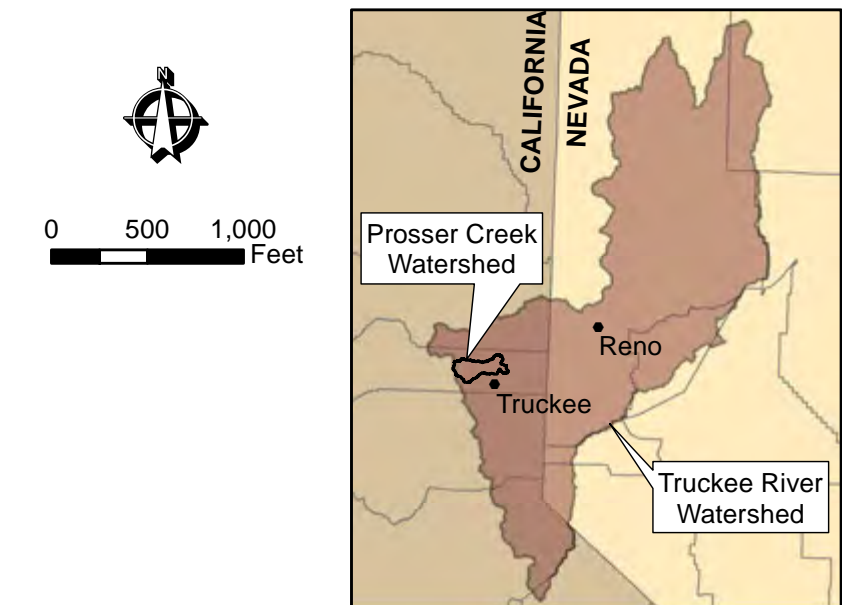 N
0 500 1,000
Feet
CALIFORNIA
NEVADA
Prosser Creek
Watershed
Reno
Truckee
Truckee River
Watershed